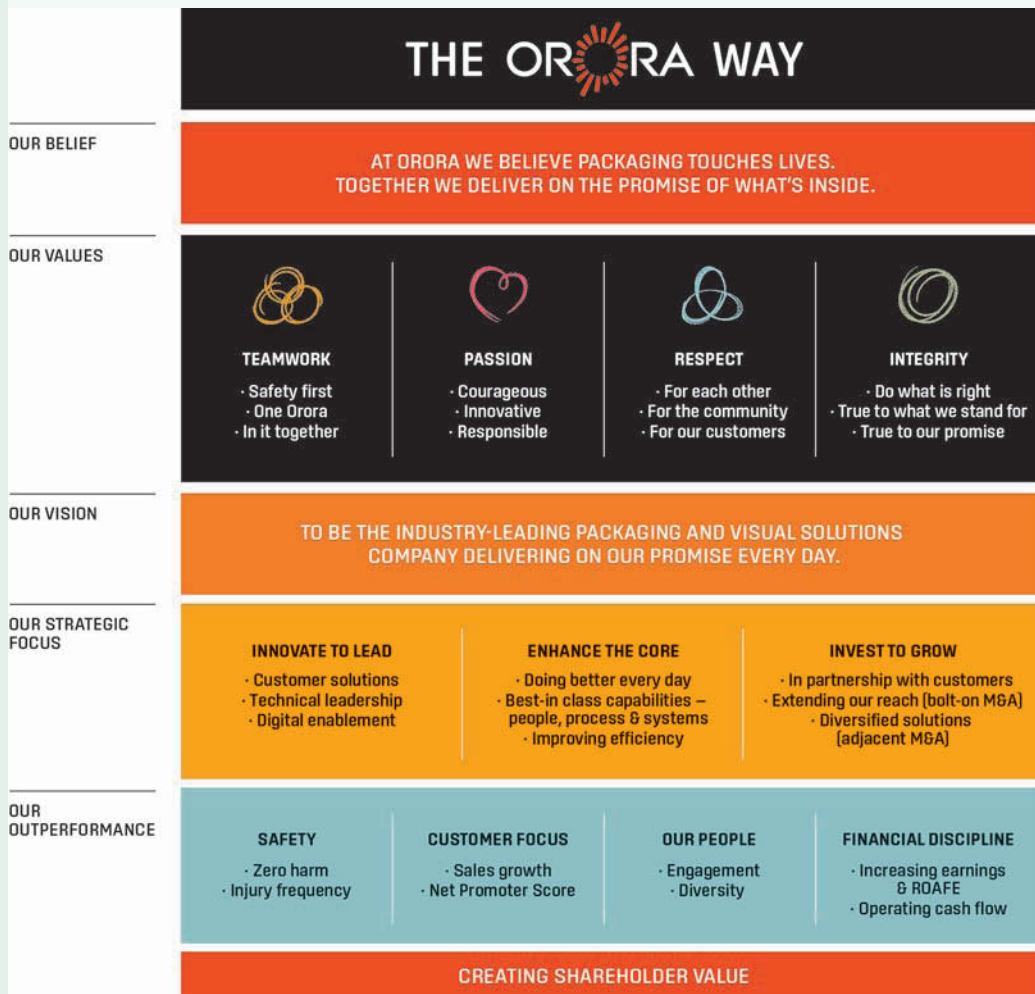 THE ORORA WAY
OUR BELIEF
AT ORORA WE BELIEVE PACKAGING TOUCHES LIVES.
TOGETHER WE DELIVER ON THE PROMISE OF WHAT'S INSIDE.
OUR VALUES
TEAMWORK
· Safety first
· One Orora
· In it together
PASSION
· Courageous
· Innovative
· Responsible
RESPECT
· For each other
· For the community
· For our customers
INTEGRITY
· Do what is right
· True to what we stand for
· True to our promise
OUR VISION
TO BE THE INDUSTRY-LEADING PACKAGING AND VISUAL SOLUTIONS
COMPANY DELIVERING ON OUR PROMISE EVERY DAY.
OUR STRATEGIC
FOCUS
INNOVATE TO LEAD
· Customer solutions
· Technical leadership
· Digital enablement
ENHANCE THE CORE
· Doing better every day
· Best-in class capabilities –
people, process & systems
· Improving efficiency
INVEST TO GROW
· In partnership with customers
· Extending our reach (bolt-on M&A)
· Diversified solutions
(adjacent M&A)
OUR
OUTPERFORMANCE
SAFETY
· Zero harm
· Injury frequency
CUSTOMER FOCUS
· Sales growth
· Net Promoter Score
OUR PEOPLE
· Engagement
· Diversity
FINANCIAL DISCIPLINE
· Increasing earnings
& ROAFE
· Operating cash flow
CREATING SHAREHOLDER VALUE